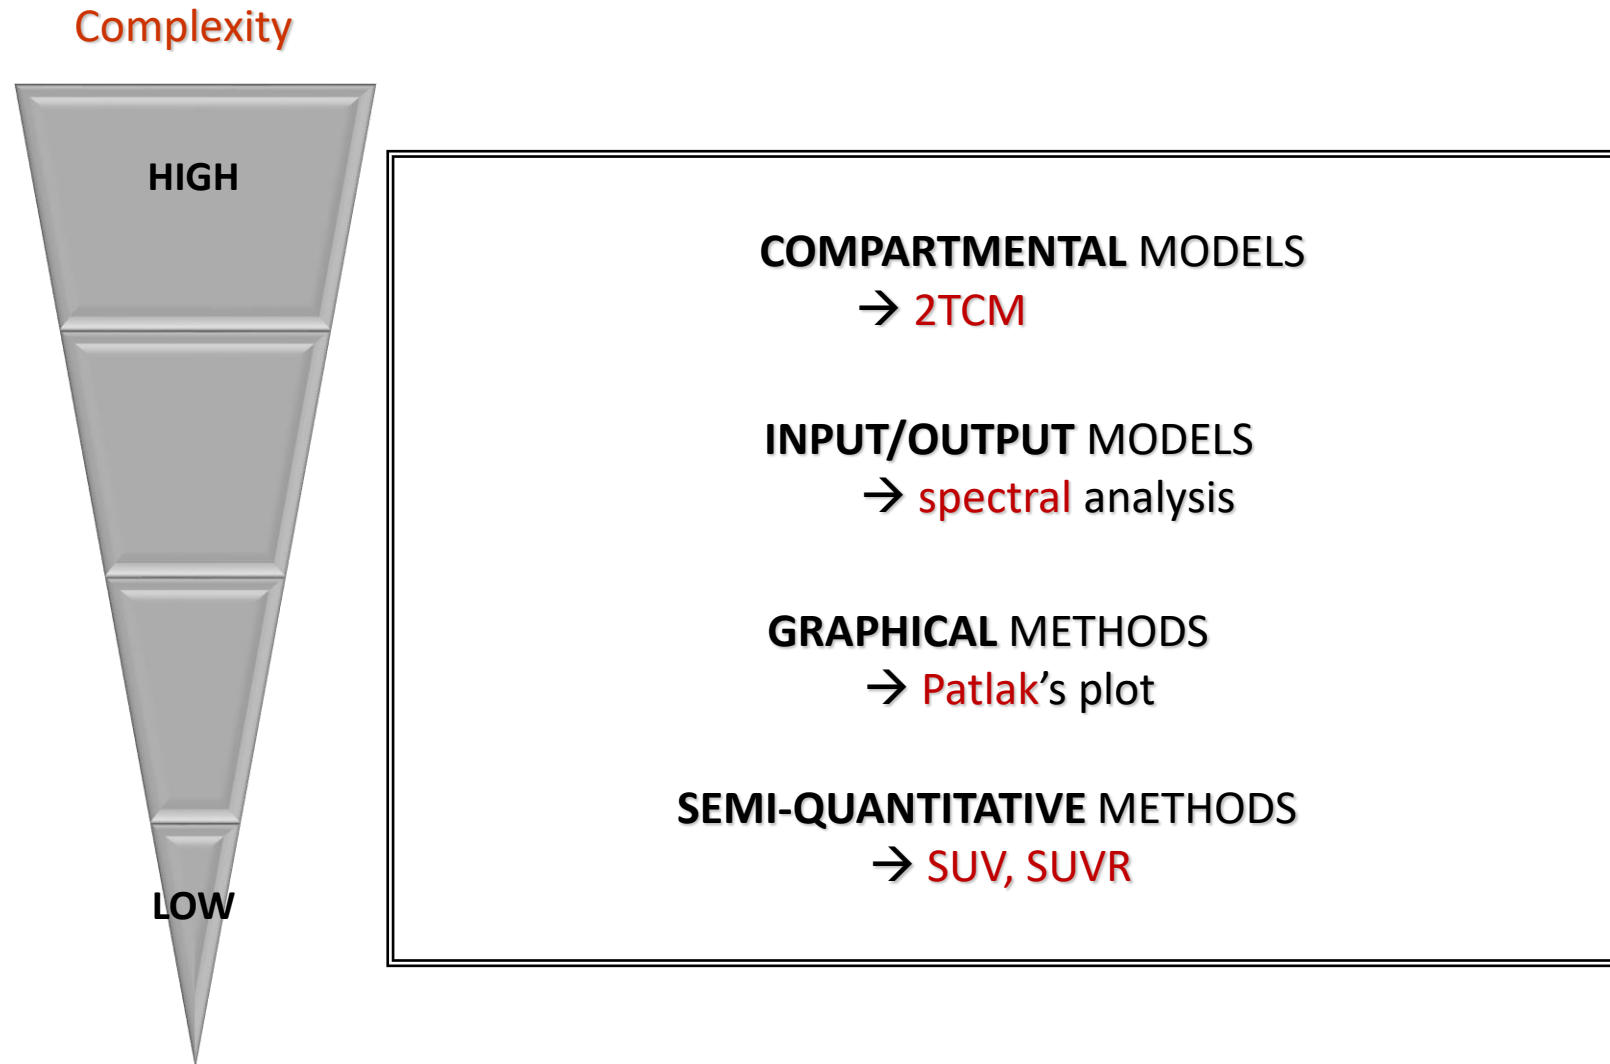 Complexity
HIGH
COMPARTMENTAL MODELS
→ 2TCM
INPUT/OUTPUT MODELS
→ spectral analysis
GRAPHICAL METHODS
→ Patlak’s plot
SEMI-QUANTITATIVE METHODS
→ SUV, SUVR
LOW